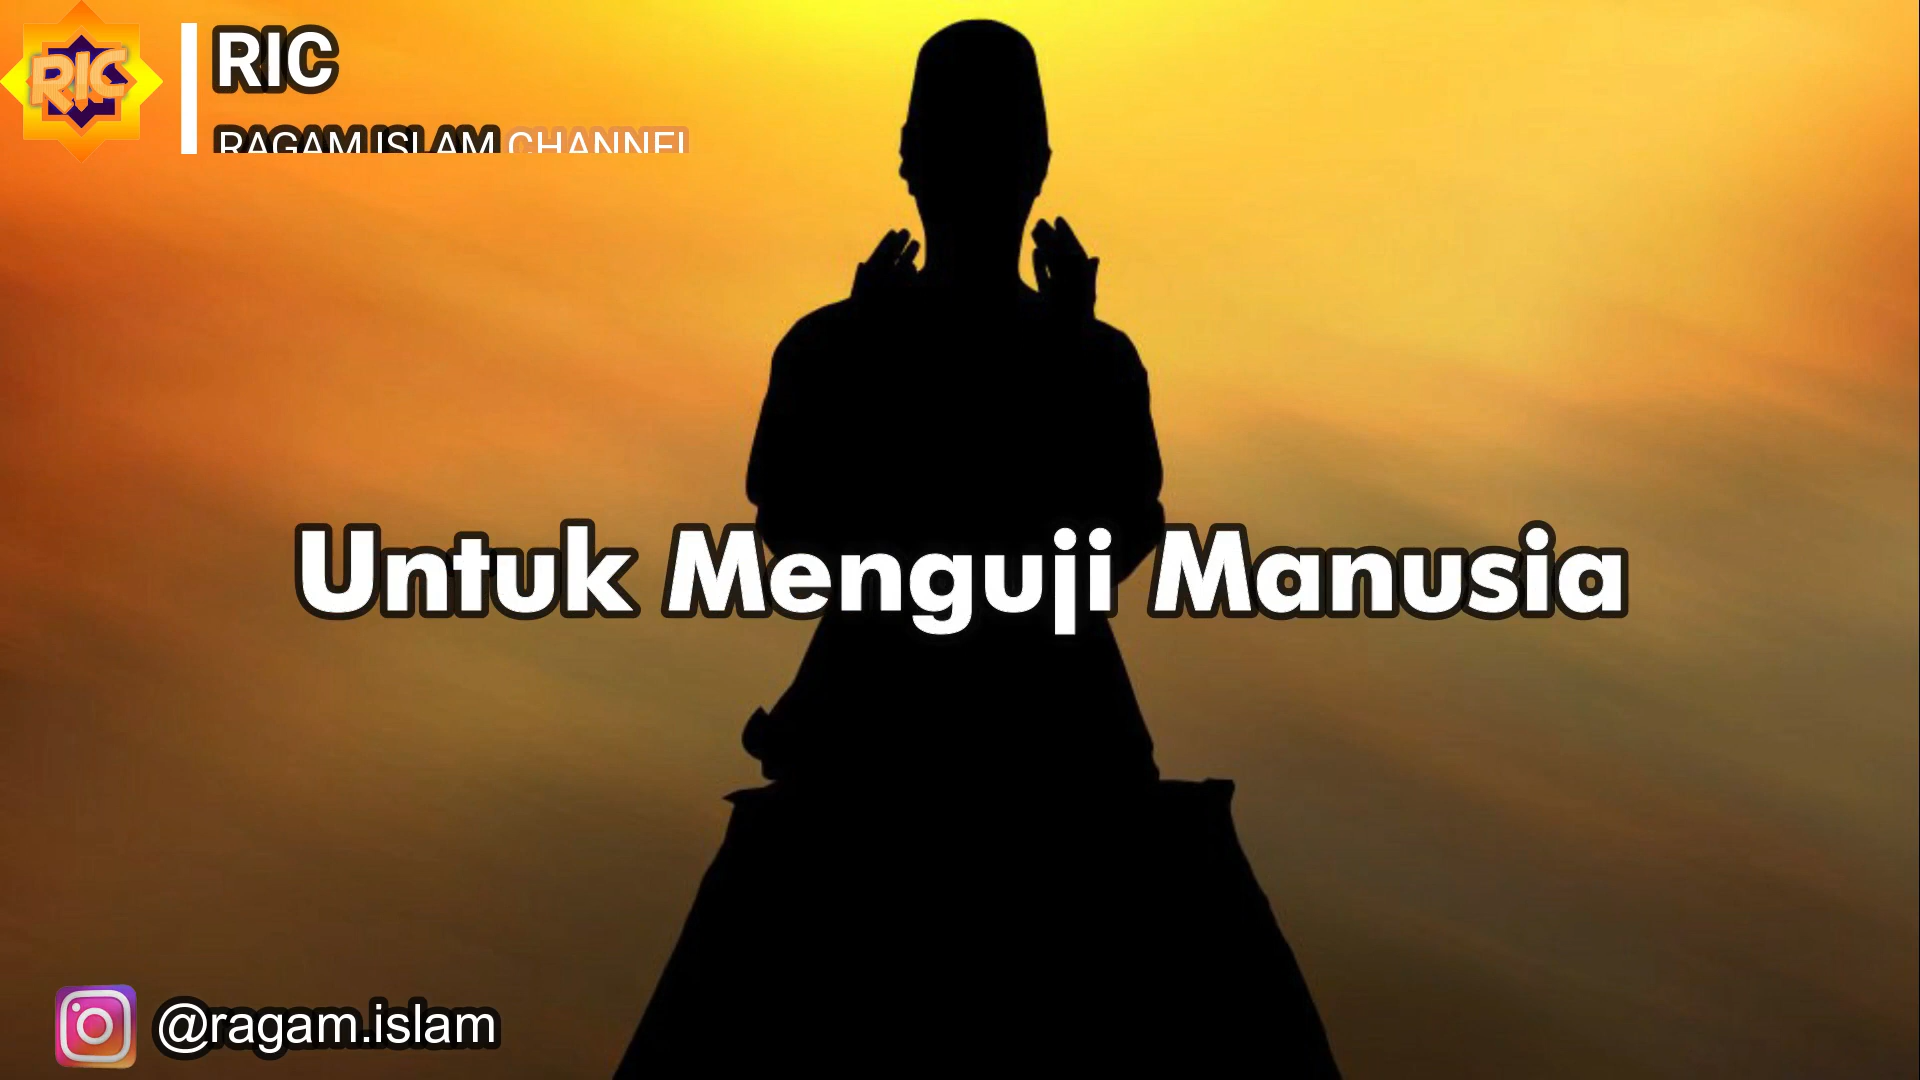 RIC
RIC
RAGAM ISLAM CHANNEL
Untuk Menguji Manusia
@ragam.islam